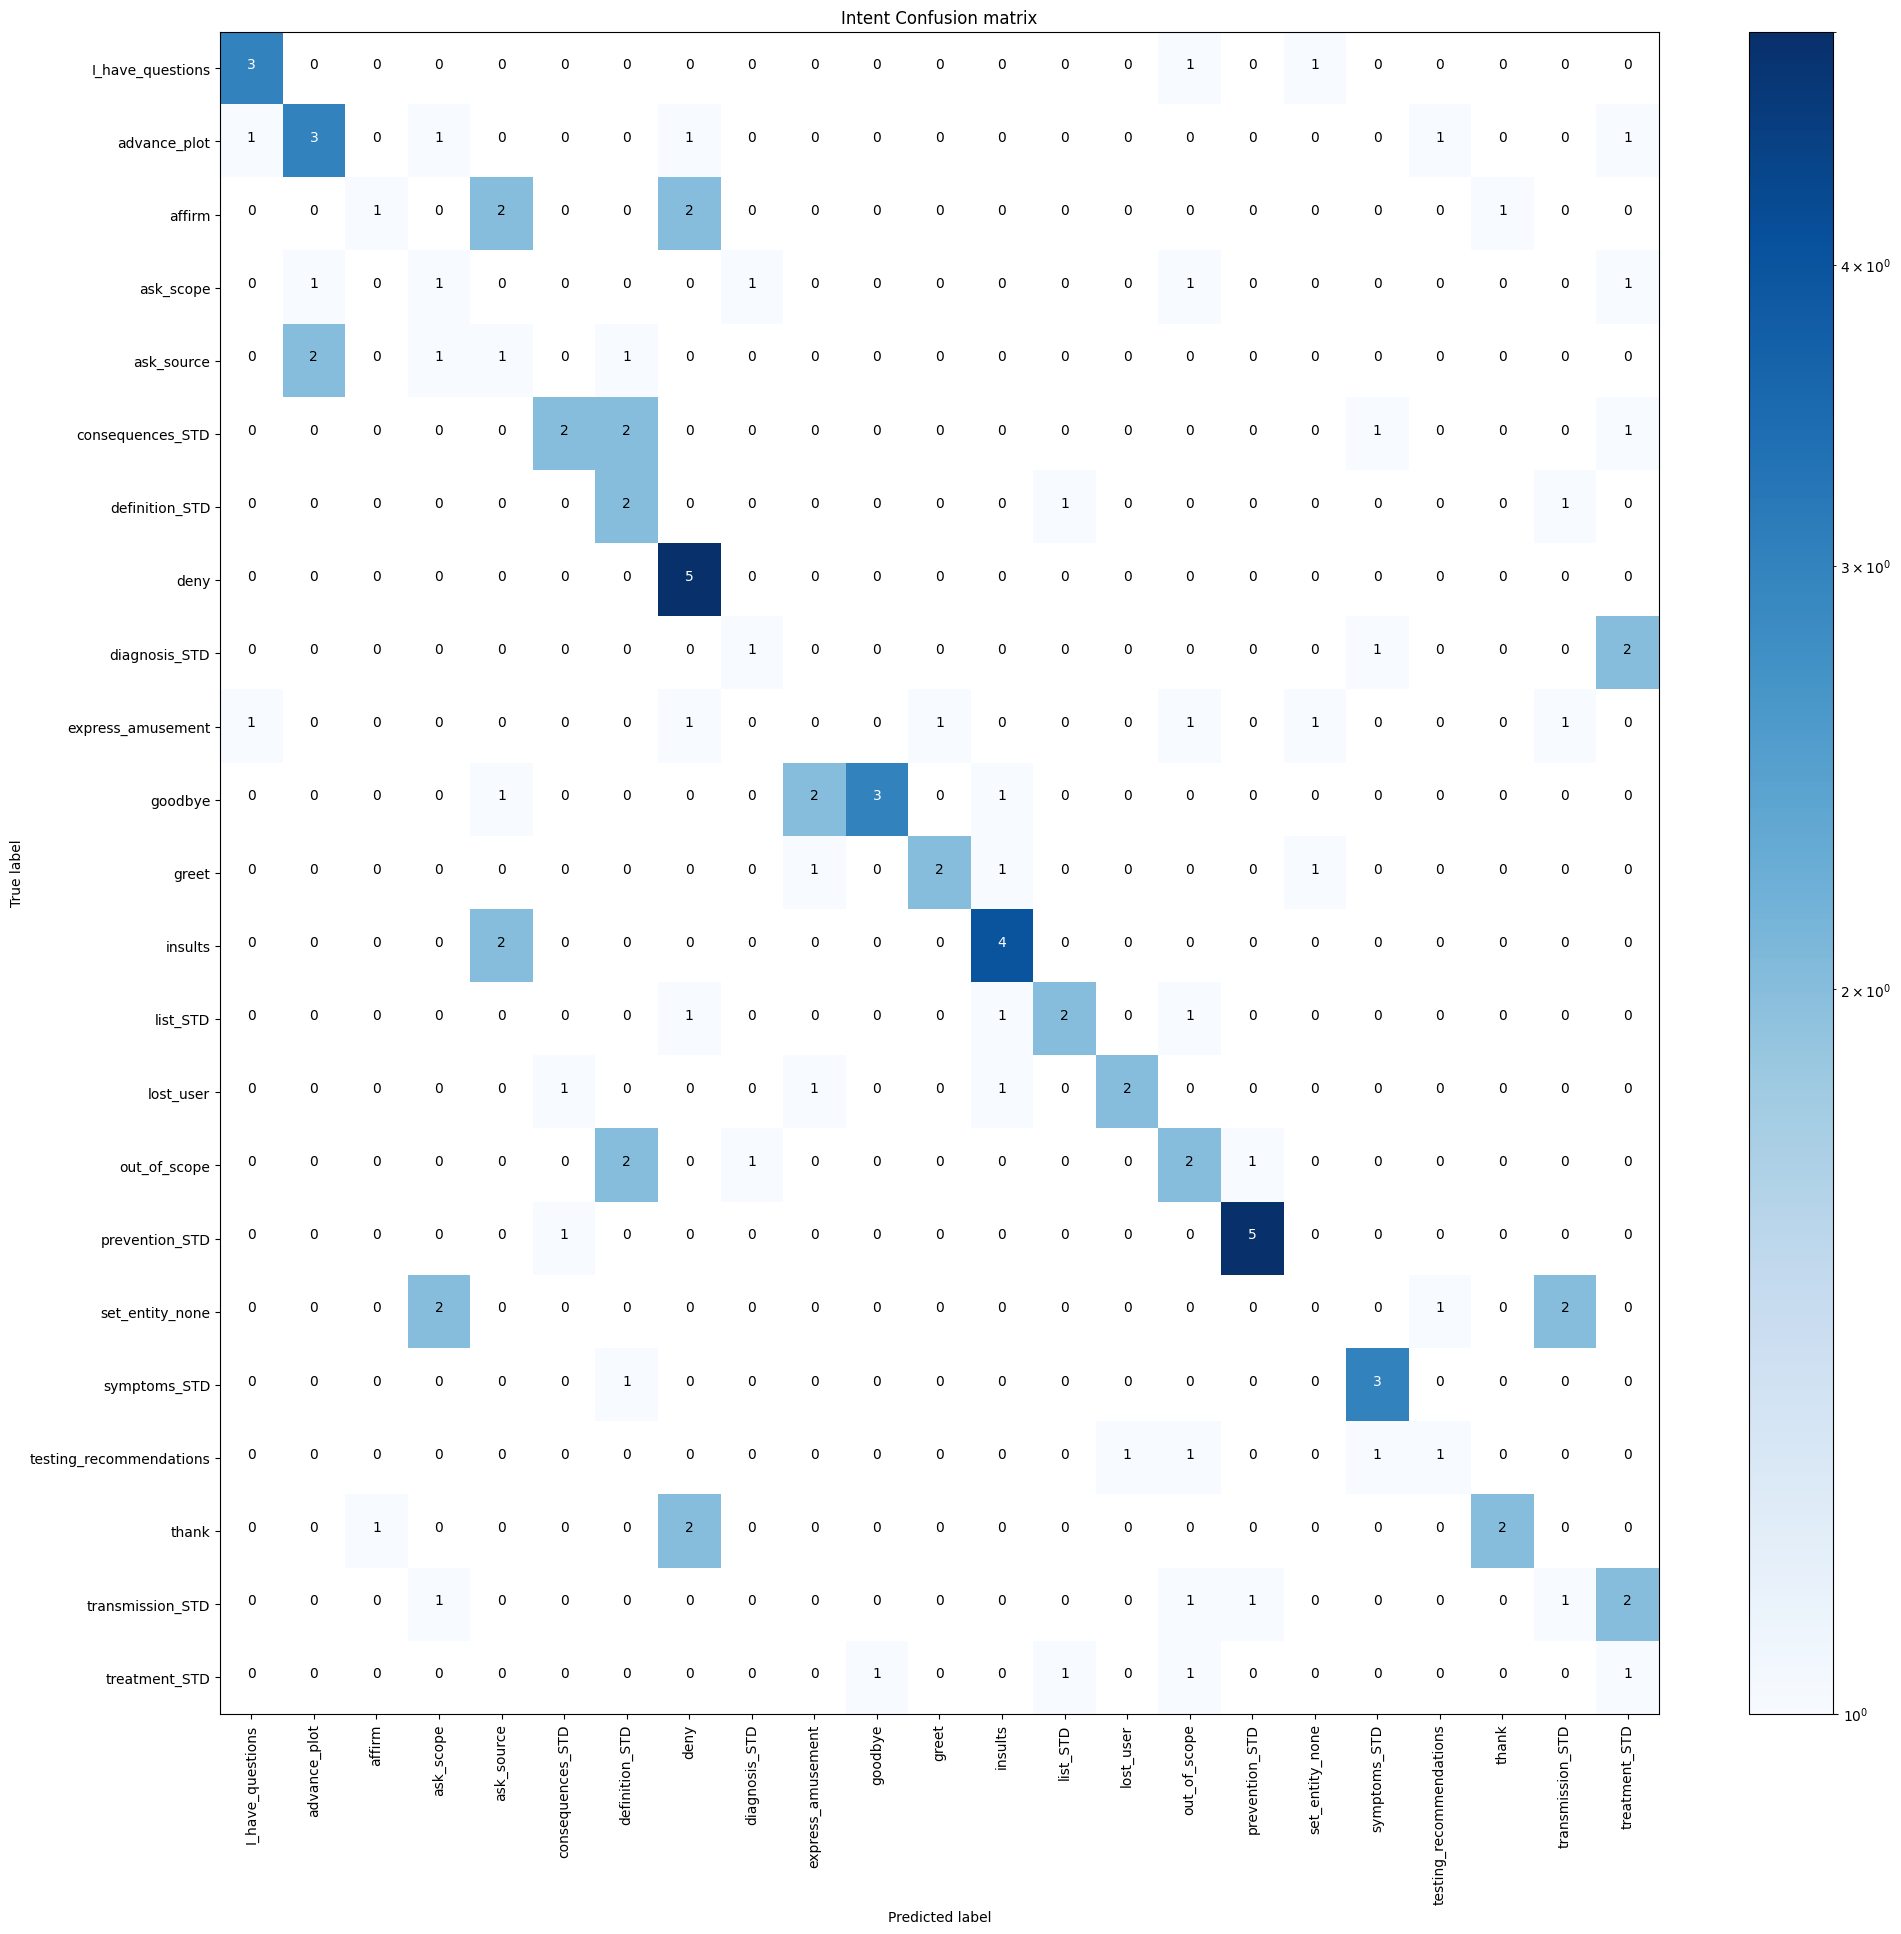 Intent Confusion matrix
I_have_questions 3 0 0 0 0 0 0 0 0 0 0 0 0 0 0 1 0 1 0 0 0 0 0
advance_plot 1 3 0 1 0 0 0 1 0 0 0 0 0 0 0 0 0 0 0 1 0 0 1
affirm 0 0 1 0 2 0 0 2 0 0 0 0 0 0 0 0 0 0 0 0 1 0 0
ask_scope 0 1 0 1 0 0 0 0 1 0 0 0 0 0 0 1 0 0 0 0 0 0 1
ask_source 0 2 0 1 1 0 1 0 0 0 0 0 0 0 0 0 0 0 0 0 0 0 0
consequences_STD 0 0 0 0 0 2 2 0 0 0 0 0 0 0 0 0 0 0 1 0 0 0 1
definition_STD 0 0 0 0 0 0 2 0 0 0 0 0 0 1 0 0 0 0 0 0 0 1 0
deny 0 0 0 0 0 0 0 5 0 0 0 0 0 0 0 0 0 0 0 0 0 0 0
diagnosis_STD 0 0 0 0 0 0 0 0 1 0 0 0 0 0 0 0 0 0 1 0 0 0 2
express_amusement 1 0 0 0 0 0 0 1 0 0 0 1 0 0 0 1 0 1 0 0 0 1 0
goodbye 0 0 0 0 1 0 0 0 0 2 3 0 1 0 0 0 0 0 0 0 0 0 0
greet 0 0 0 0 0 0 0 0 0 1 0 2 1 0 0 0 0 1 0 0 0 0 0
insults 0 0 0 0 2 0 0 0 0 0 0 0 4 0 0 0 0 0 0 0 0 0 0
list_STD 0 0 0 0 0 0 0 1 0 0 0 0 1 2 0 1 0 0 0 0 0 0 0
lost_user 0 0 0 0 0 1 0 0 0 1 0 0 1 0 2 0 0 0 0 0 0 0 0
out_of_scope 0 0 0 0 0 0 2 0 1 0 0 0 0 0 0 2 1 0 0 0 0 0 0
prevention_STD 0 0 0 0 0 1 0 0 0 0 0 0 0 0 0 0 5 0 0 0 0 0 0
set_entity_none 0 0 0 2 0 0 0 0 0 0 0 0 0 0 0 0 0 0 0 1 0 2 0
symptoms_STD 0 0 0 0 0 0 1 0 0 0 0 0 0 0 0 0 0 0 3 0 0 0 0
testing_recommendations 0 0 0 0 0 0 0 0 0 0 0 0 0 0 1 1 0 0 1 1 0 0 0
thank 0 0 1 0 0 0 0 2 0 0 0 0 0 0 0 0 0 0 0 0 2 0 0
transmission_STD 0 0 0 1 0 0 0 0 0 0 0 0 0 0 0 1 1 0 0 0 0 1 2
treatment_STD 0 0 0 0 0 0 0 0 0 0 1 0 0 1 0 1 0 0 0 0 0 0 1
True label
I_have_questions
advance_plot
affirm
ask_scope
ask_source
consequences_STD
definition_STD
deny
diagnosis_STD
express_amusement
goodbye
greet
insults
list_STD
lost_user
out_of_scope
prevention_STD
set_entity_none
symptoms_STD
testing_recommendations
thank
transmission_STD
treatment_STD
Predicted label
4 × 10⁰
3 × 10⁰
2 × 10⁰
10⁰